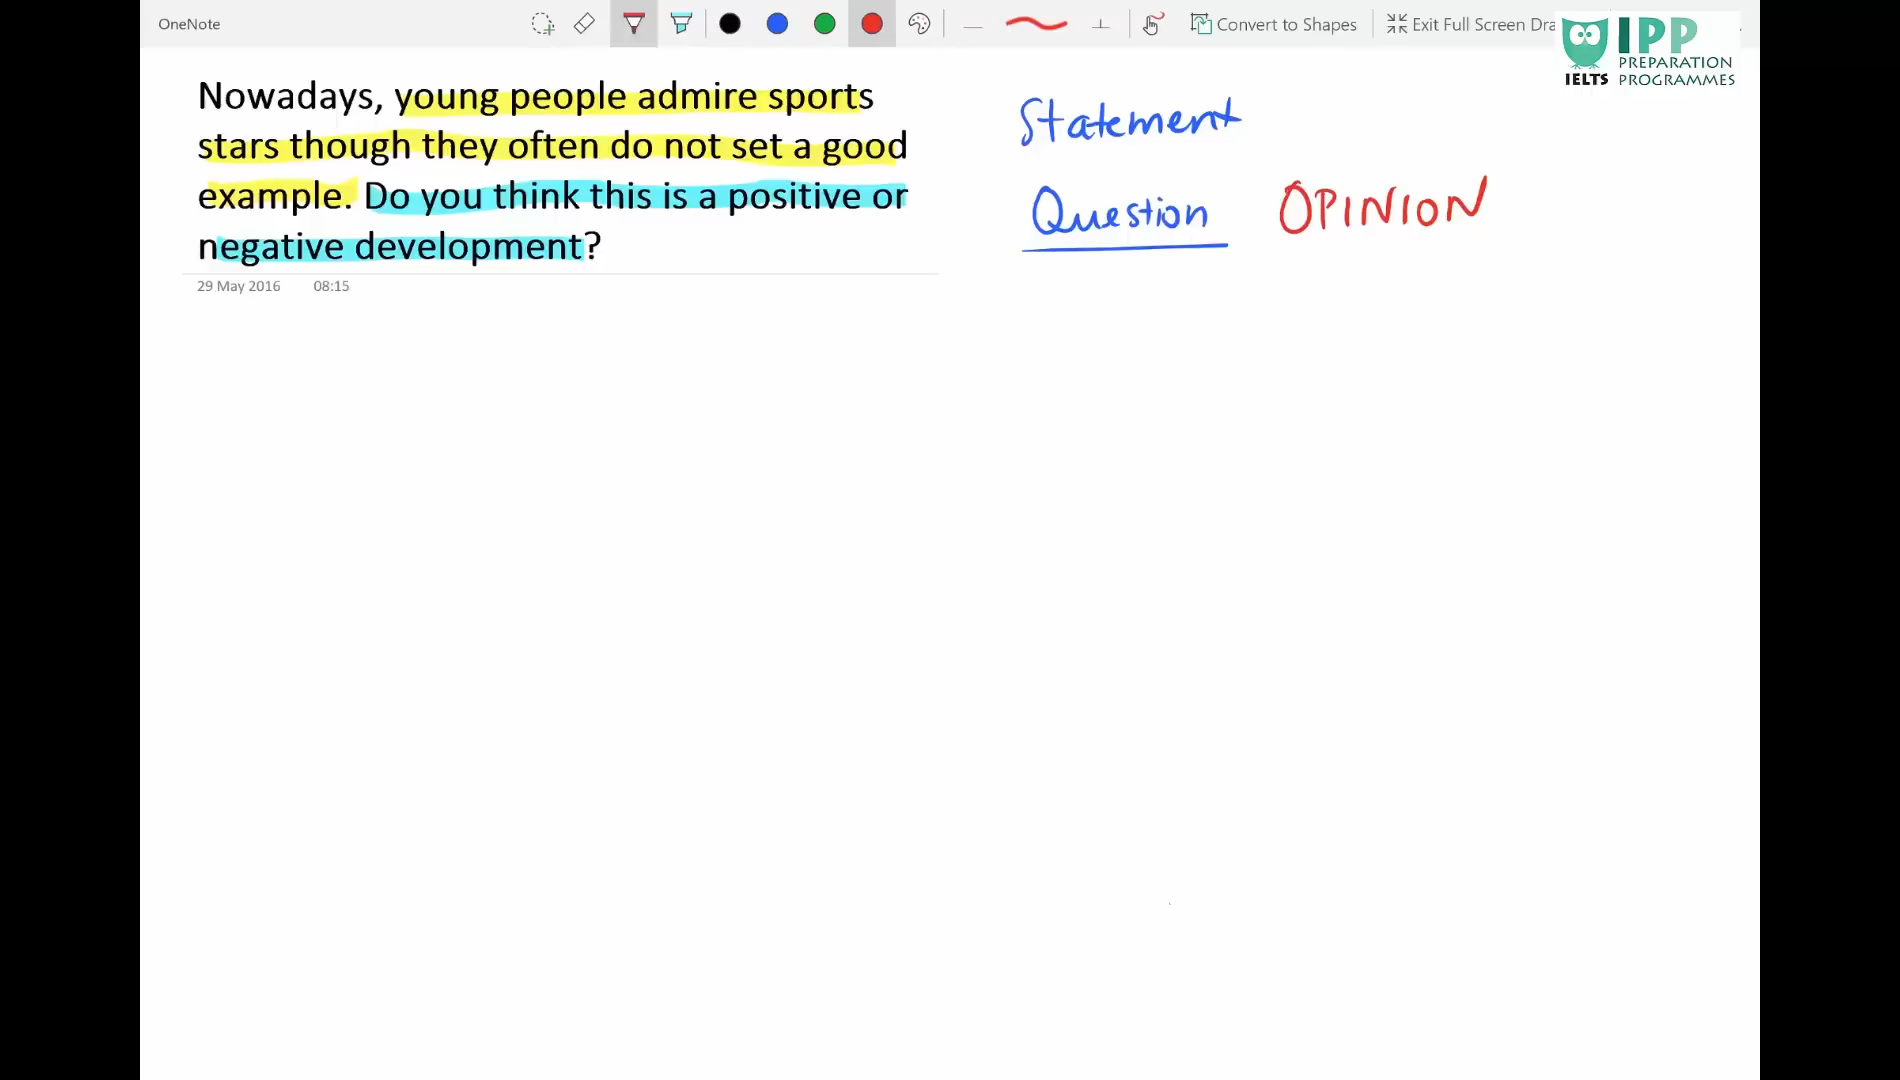 OneNote
Convert to Shapes
Exit Full Screen Dra
IPP
PREPARATION
IELTS PROGRAMMES
Nowadays, young people admire sports
stars though they often do not set a good
example. Do you think this is a positive or
negative development?
29 May 2016 08:15
Statement
Question OPINION